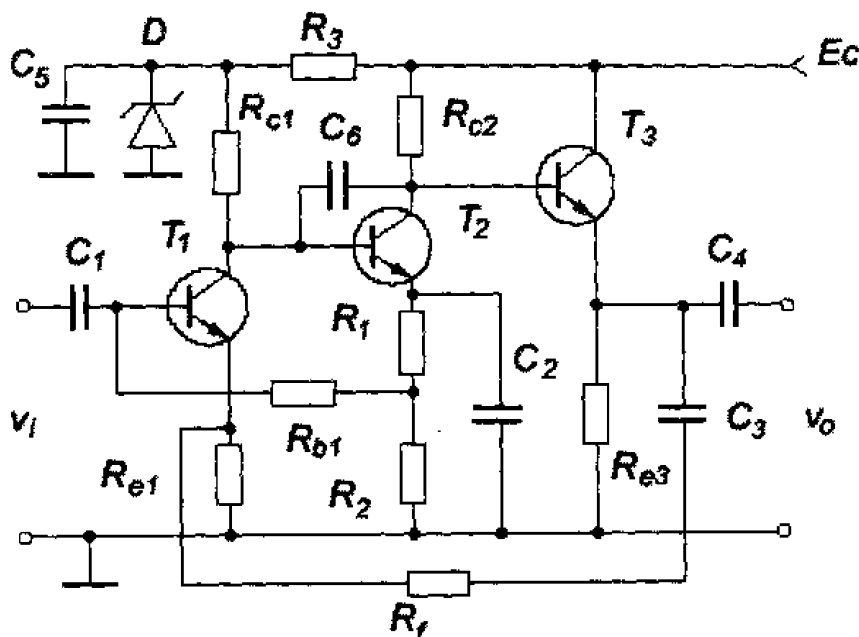 D
R3
Ec
C5
Rc1
C6
Rc2
T3
T1
T2
C1
C4
R1
C2
C3
vi
vo
Rb1
Re1
R2
Re3
Rf